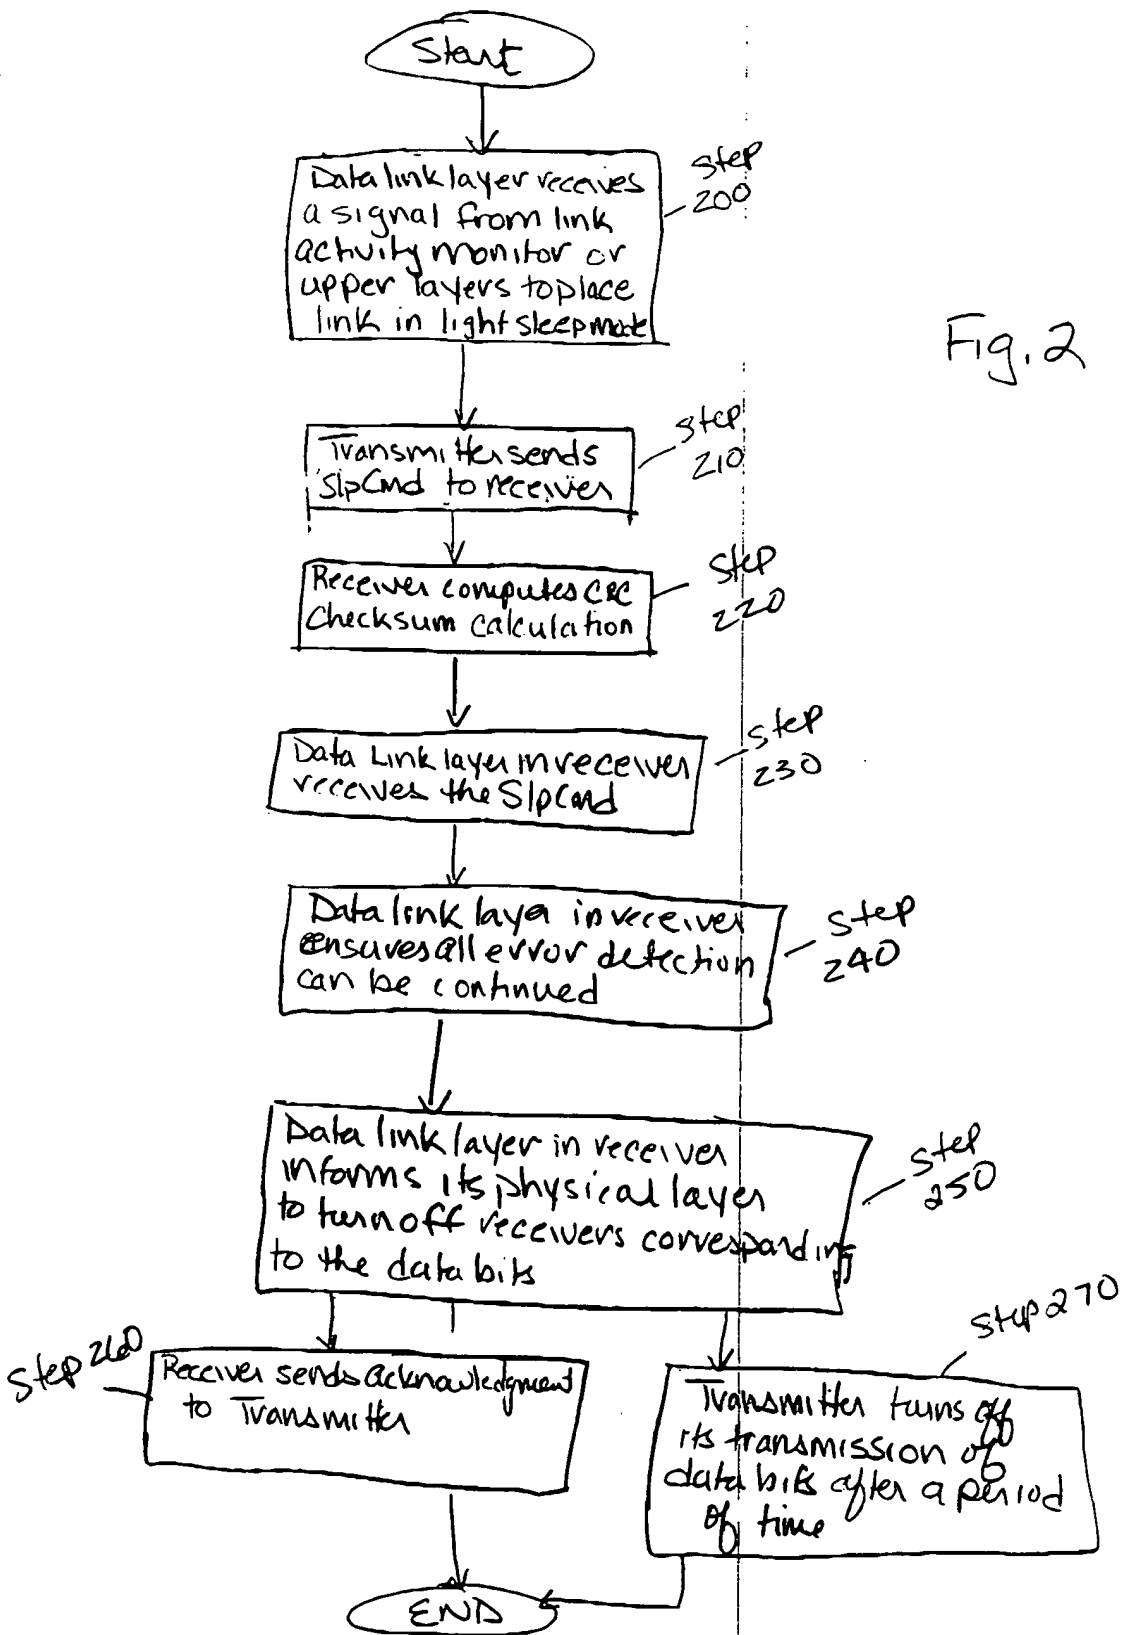 Start
Data link layer receives
a signal from link
activity monitor or
upper layers to place
link in light sleep mode
Step
200
Fig. 2
Transmitter sends
SlpCmd to receiver
Step
210
Receiver computes CRC
Checksum calculation
Step
220
Data Link layer in receiver
receives the SlpCmd
Step
230
Data link layer in receiver
ensures all error detection
can be continued
Step
240
Data link layer in receiver
informs its physical layer
to turn off receivers corresponding
to the data bits
Step
250
Step 260
Receiver sends acknowledgment
to Transmitter
Step 270
Transmitter turns off
its transmission of
data bits after a period
of time
END